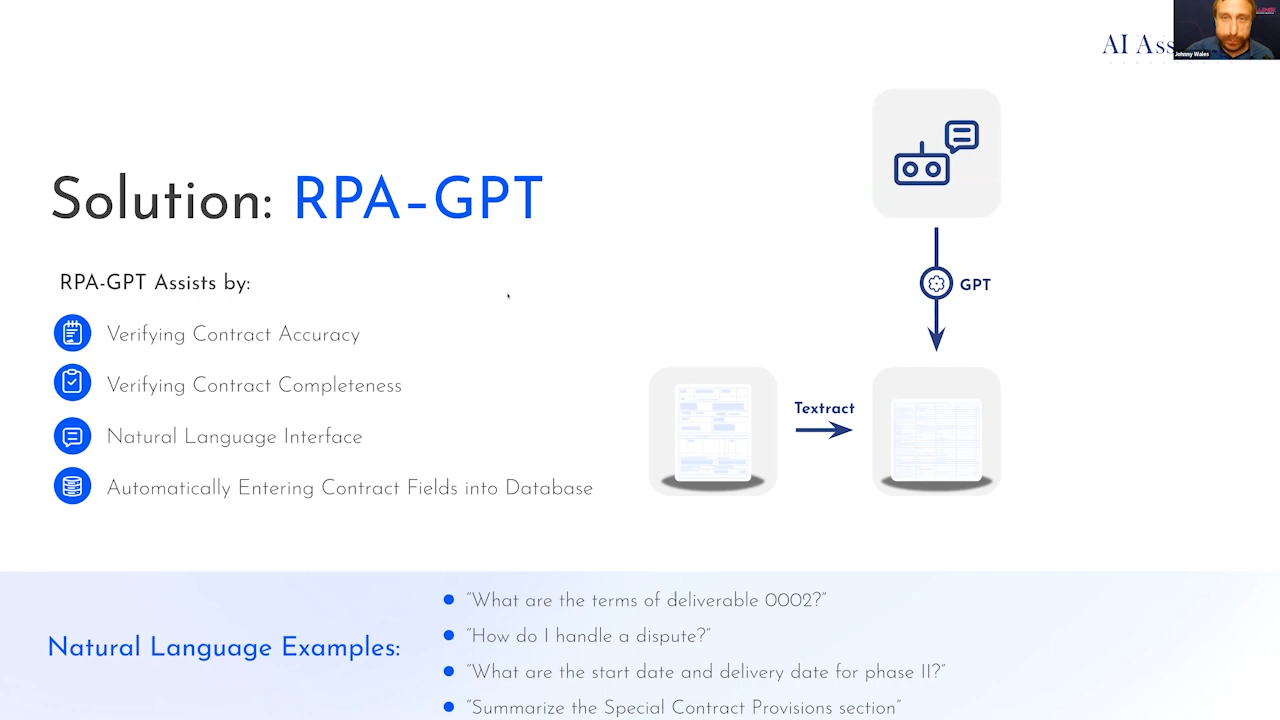 AI Ass
Johnny Wales
Solution: RPA-GPT
RPA-GPT Assists by:
Verifying Contract Accuracy
Verifying Contract Completeness
Natural Language Interface
Automatically Entering Contract Fields into Database
GPT
Textract
Natural Language Examples:
"What are the terms of deliverable 0002?"
"How do I handle a dispute?"
"What are the start date and delivery date for phase II?"
"Summarize the Special Contract Provisions section"